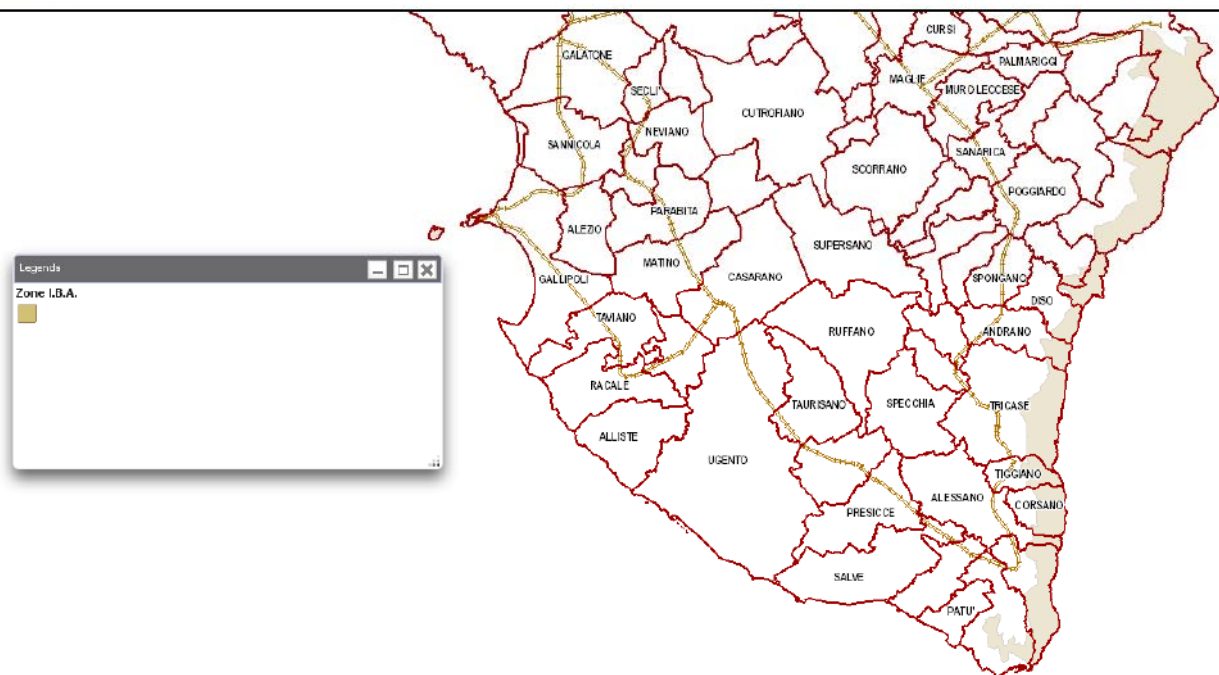 CURSI
GALATONE
PALMARIGGI
MAGLIE
SECLI'
MURO LECCESE
CUTROFIANO
NEVIANO
SANNICOLA
SANARICA
SCORRANO
POGGIARDO
PARABITA
ALEZIO
SUPERSANO
MATINO
Legenda
CASARANO
GALLIPOLI
SPONGANO
Zone I.B.A.
DISO
TAVIANO
RUFFANO
ANDRANO
RACALE
TAURISANO
SPECCHIA
TRICASE
ALLISTE
UGENTO
TIGGIANO
ALESSANO
CORSANO
PRESICCE
SALVE
PATU'